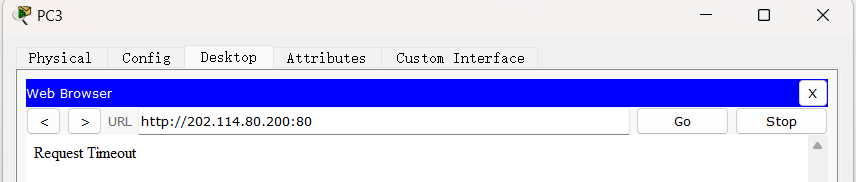 PC3
Physical Config Desktop Attributes Custom Interface
Web Browser X
< > URL http://202.114.80.200:80 Go Stop
Request Timeout